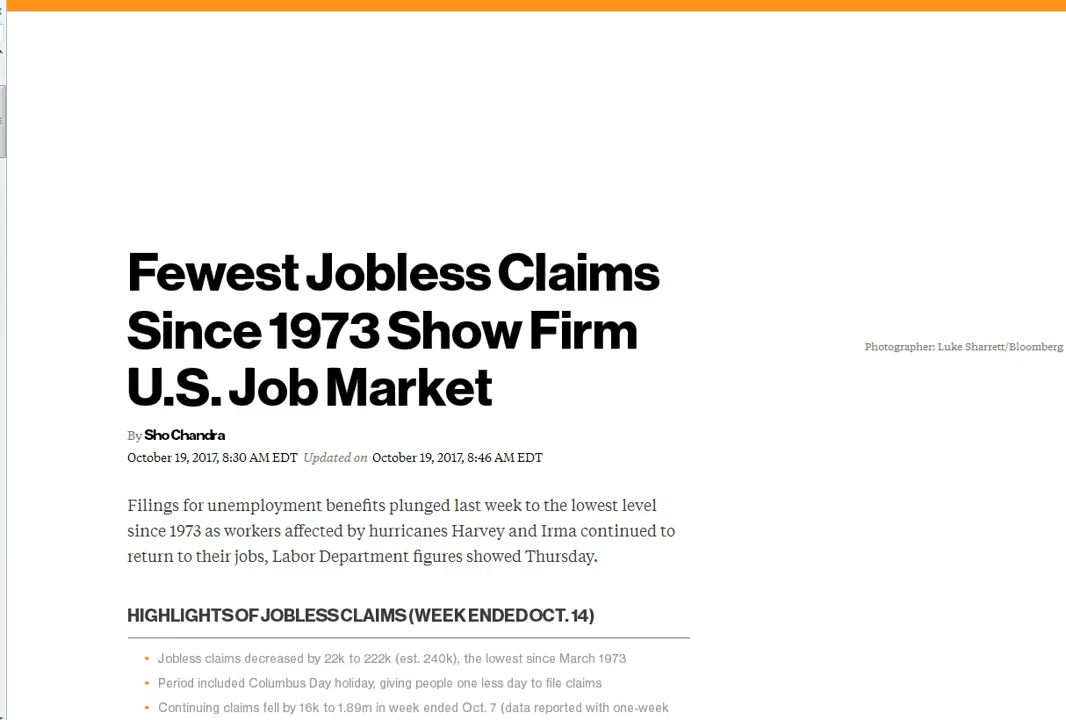 Fewest Jobless Claims
Since 1973 Show Firm
U.S. Job Market
Photographer: Luke Sharrett/Bloomberg
By Sho Chandra
October 19, 2017, 8:30 AM EDT Updated on October 19, 2017, 8:46 AM EDT
Filings for unemployment benefits plunged last week to the lowest level
since 1973 as workers affected by hurricanes Harvey and Irma continued to
return to their jobs, Labor Department figures showed Thursday.
HIGHLIGHTS OF JOBLESS CLAIMS (WEEK ENDED OCT. 14)
• Jobless claims decreased by 22k to 222k (est. 240k), the lowest since March 1973
• Period included Columbus Day holiday, giving people one less day to file claims
• Continuing claims fell by 16k to 1.89m in week ended Oct. 7 (data reported with one-week